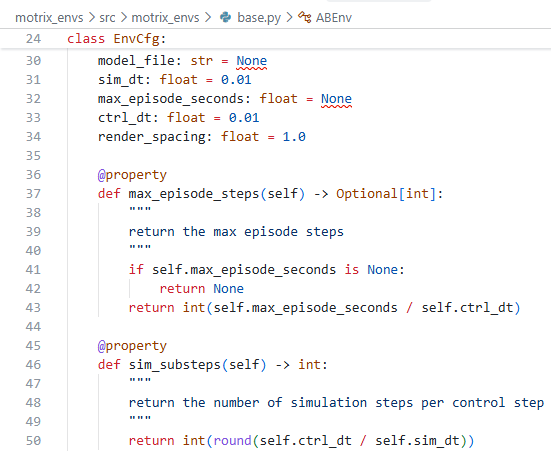 motrix_envs > src > motrix_envs > base.py > ABEnv
24 class EnvCfg:
30     model_file: str = None
31     sim_dt: float = 0.01
32     max_episode_seconds: float = None
33     ctrl_dt: float = 0.01
34     render_spacing: float = 1.0
35
36     @property
37     def max_episode_steps(self) -> Optional[int]:
38         """
39         return the max episode steps
40         """
41         if self.max_episode_seconds is None:
42             return None
43         return int(self.max_episode_seconds / self.ctrl_dt)
44
45     @property
46     def sim_substeps(self) -> int:
47         """
48         return the number of simulation steps per control step
49         """
50         return int(round(self.ctrl_dt / self.sim_dt))